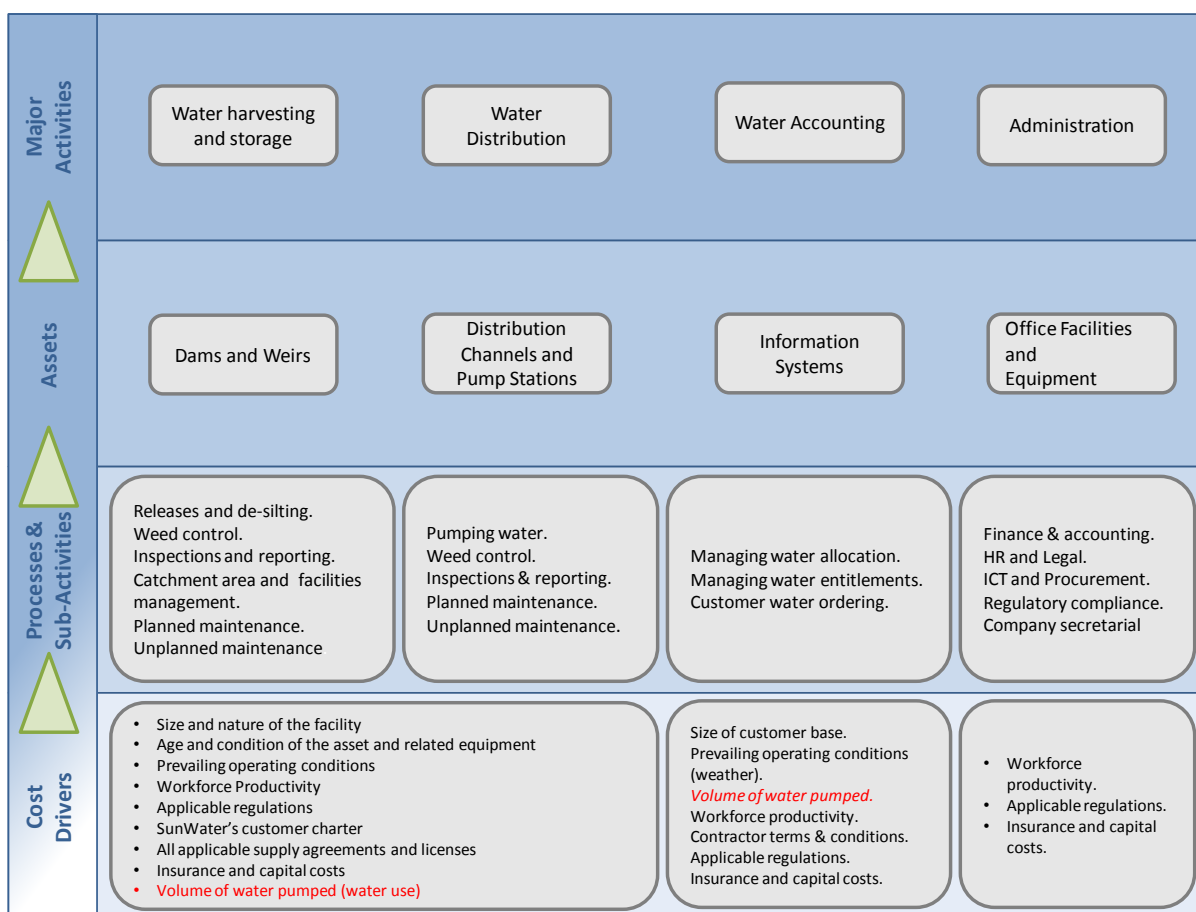 Major
Activities
Water harvesting
and storage
Water
Distribution
Water Accounting
Administration
Assets
Dams and Weirs
Distribution
Channels and
Pump Stations
Information
Systems
Office Facilities
and
Equipment
Processes &
Sub-Activities
Releases and de-silting.
Weed control.
Inspections and reporting.
Catchment area and facilities
management.
Planned maintenance.
Unplanned maintenance.
Pumping water.
Weed control.
Inspections & reporting.
Planned maintenance.
Unplanned maintenance.
Managing water allocation.
Managing water entitlements.
Customer water ordering.
Finance & accounting.
HR and Legal.
ICT and Procurement.
Regulatory compliance.
Company secretarial
Cost
Drivers
• Size and nature of the facility
• Age and condition of the asset and related equipment
• Prevailing operating conditions
• Workforce Productivity
• Applicable regulations
• SunWater's customer charter
• All applicable supply agreements and licenses
• Insurance and capital costs
• Volume of water pumped (water use)
Size of customer base.
Prevailing operating conditions
(weather).
Volume of water pumped.
Workforce productivity.
Contractor terms & conditions.
Applicable regulations.
Insurance and capital costs.
• Workforce
productivity.
• Applicable regulations.
• Insurance and capital
costs.